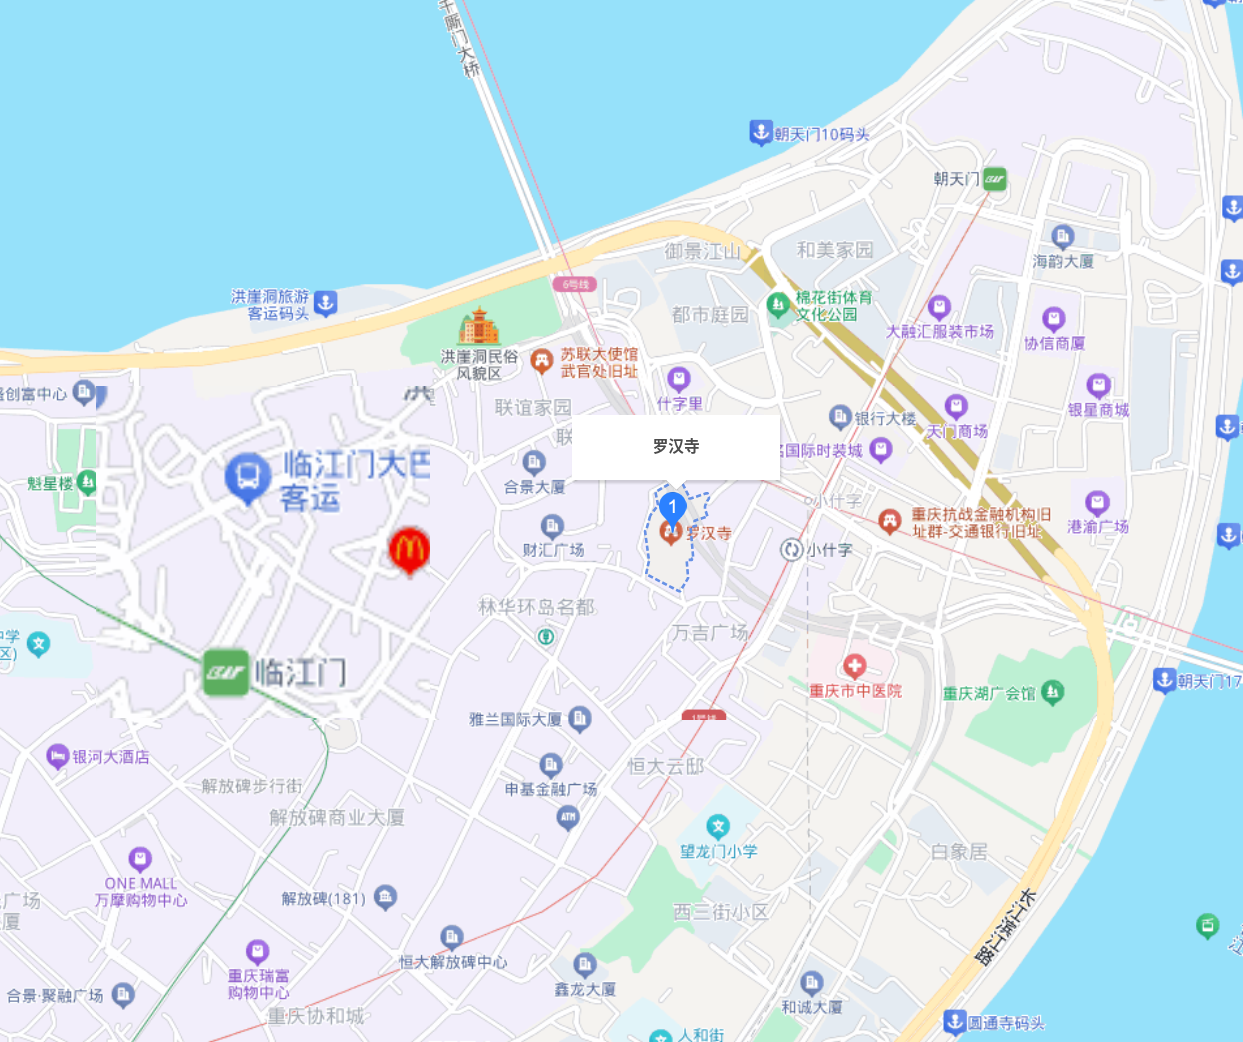 千厮门大桥
朝天门10码头
朝天门
御景江山
和美家园
海韵大厦
6号线
洪崖洞旅游
客运码头
都市庭园
棉花街体育
文化公园
大融汇服装市场
协信商厦
洪崖洞民俗
风貌区
苏联大使馆
武官处旧址
创富中心
联谊家园
什字里
银行大楼
天门商场
银星商城
罗汉寺
国际时装城
临江门大巴
客运
魁星楼
合景大厦
1
罗汉寺
小什字
重庆抗战金融机构旧
址群-交通银行旧址
港渝广场
财汇广场
小什字
林华环岛名都
万吉广场
中学
区)
临江门
重庆市中医院
重庆湖广会馆
朝天门17
雅兰国际大厦
1号线
银河大酒店
恒大云邸
解放碑步行街
申基金融广场
解放碑商业大厦
ATM
望龙门小学
白象居
ONE MALL
万摩购物中心
解放碑(181)
广场
厦
西三街小区
长江滨江路
恒大解放碑中心
重庆瑞富
购物中心
鑫龙大厦
合景·聚融广场
和诚大厦
重庆协和城
圆通寺码头
人和街